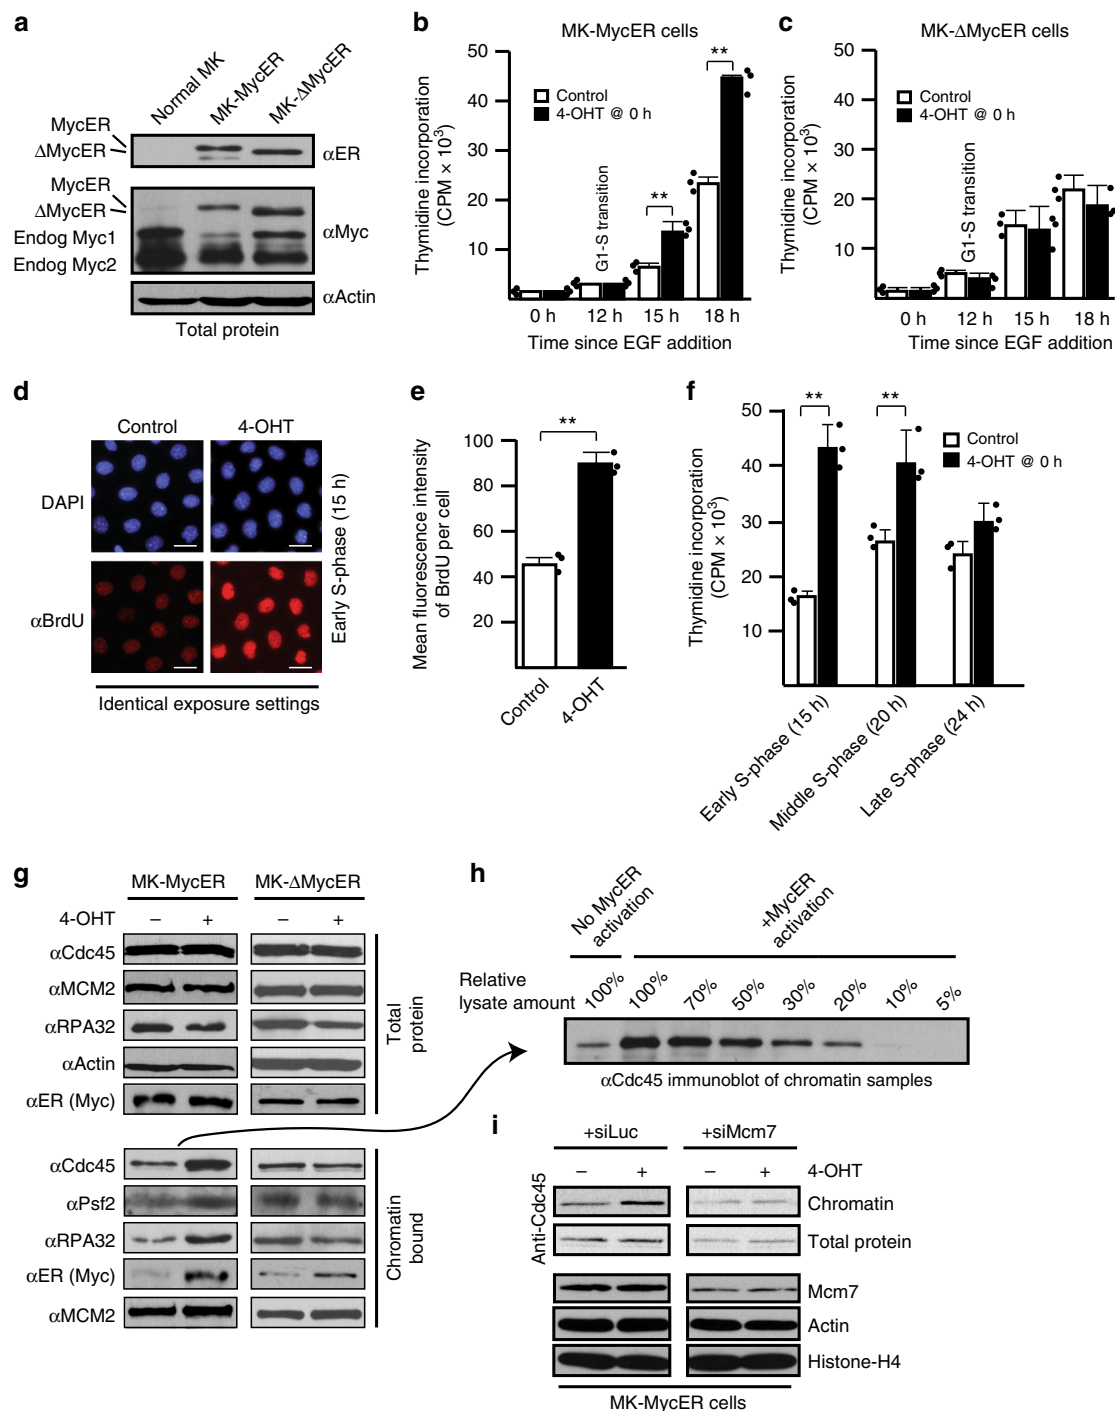 a
Normal MK
MK-MycER
MK-ΔMycER
MycER
ΔMycER
αER
MycER
ΔMycER
Endog Myc1
Endog Myc2
αMyc
αActin
Total protein
b
MK-MycER cells
Thymidine incorporation
(CPM × 10³)
50
40
30
20
10
Control
4-OHT @ 0 h
**
**
G1-S transition
0 h
12 h
15 h
18 h
Time since EGF addition
c
MK-ΔMycER cells
Thymidine incorporation
(CPM × 10³)
50
40
30
20
10
Control
4-OHT @ 0 h
G1-S transition
0 h
12 h
15 h
18 h
Time since EGF addition
d
Control
4-OHT
DAPI
αBrdU
Early S-phase (15 h)
Identical exposure settings
e
Mean fluorescence intensity
of BrdU per cell
100
80
60
40
20
**
Control
4-OHT
f
Thymidine incorporation
(CPM × 10³)
50
40
30
20
10
**
**
Control
4-OHT @ 0 h
Early S-phase (15 h)
Middle S-phase (20 h)
Late S-phase (24 h)
g
MK-MycER
MK-ΔMycER
4-OHT
– + – +
αCdc45
αMCM2
αRPA32
αActin
αER (Myc)
Total
protein
αCdc45
αPsf2
αRPA32
αER (Myc)
αMCM2
Chromatin
bound
h
No MycER
activation
+MycER
activation
Relative
lysate amount
100%
100%
70%
50%
30%
20%
10%
5%
αCdc45 immunoblot of chromatin samples
i
+siLuc
+siMcm7
– + – + 4-OHT
Anti-Cdc45
Chromatin
Total protein
Mcm7
Actin
Histone-H4
MK-MycER cells